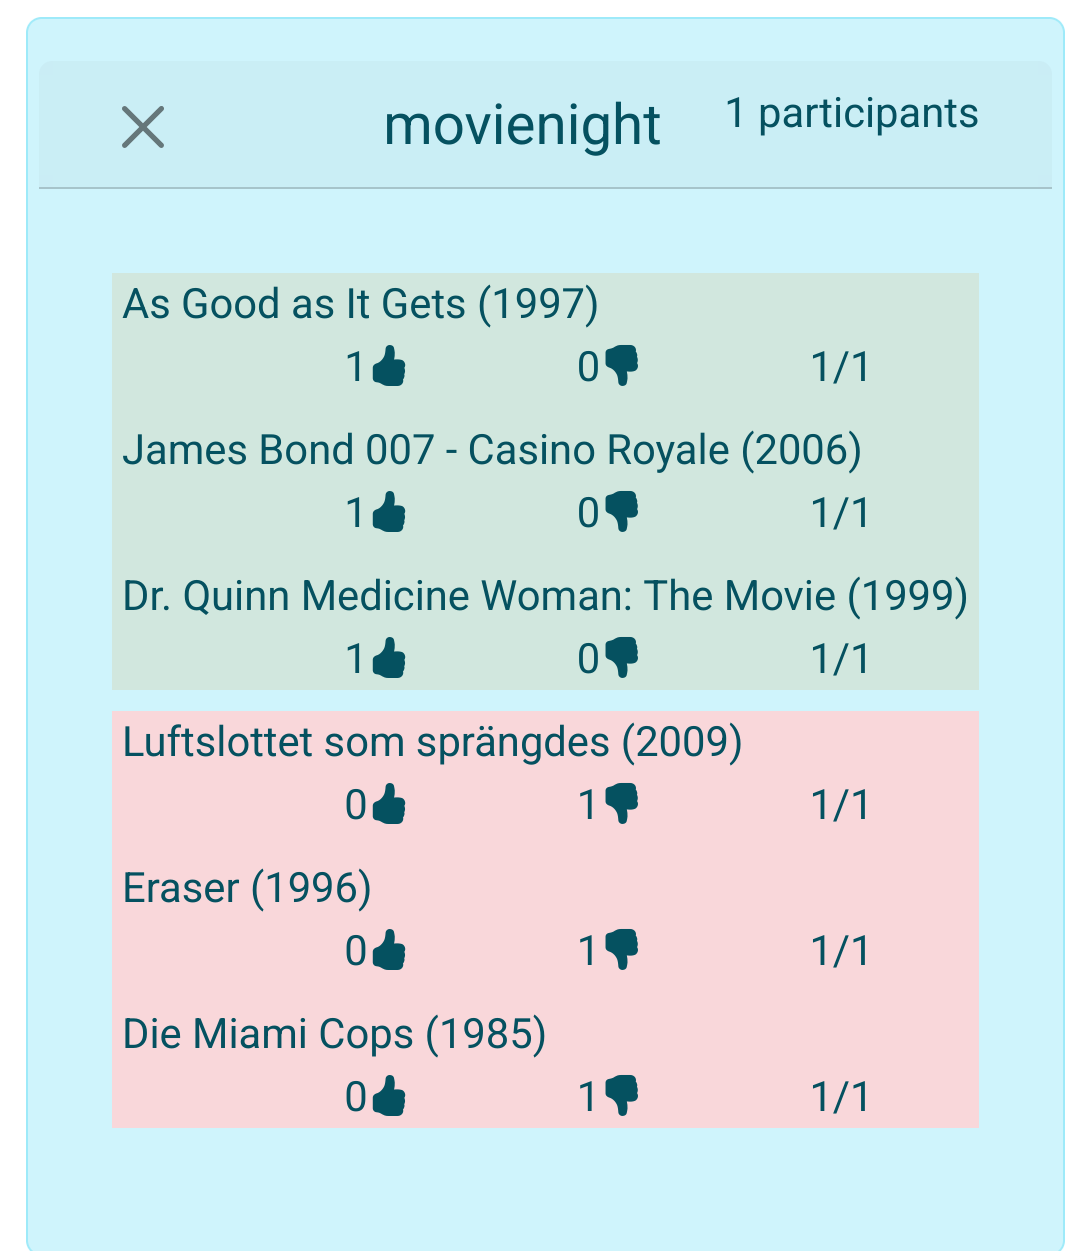 movienight 1 participants
As Good as It Gets (1997)
1 0 1/1
James Bond 007 - Casino Royale (2006)
1 0 1/1
Dr. Quinn Medicine Woman: The Movie (1999)
1 0 1/1
Luftslottet som sprängdes (2009)
0 1 1/1
Eraser (1996)
0 1 1/1
Die Miami Cops (1985)
0 1 1/1